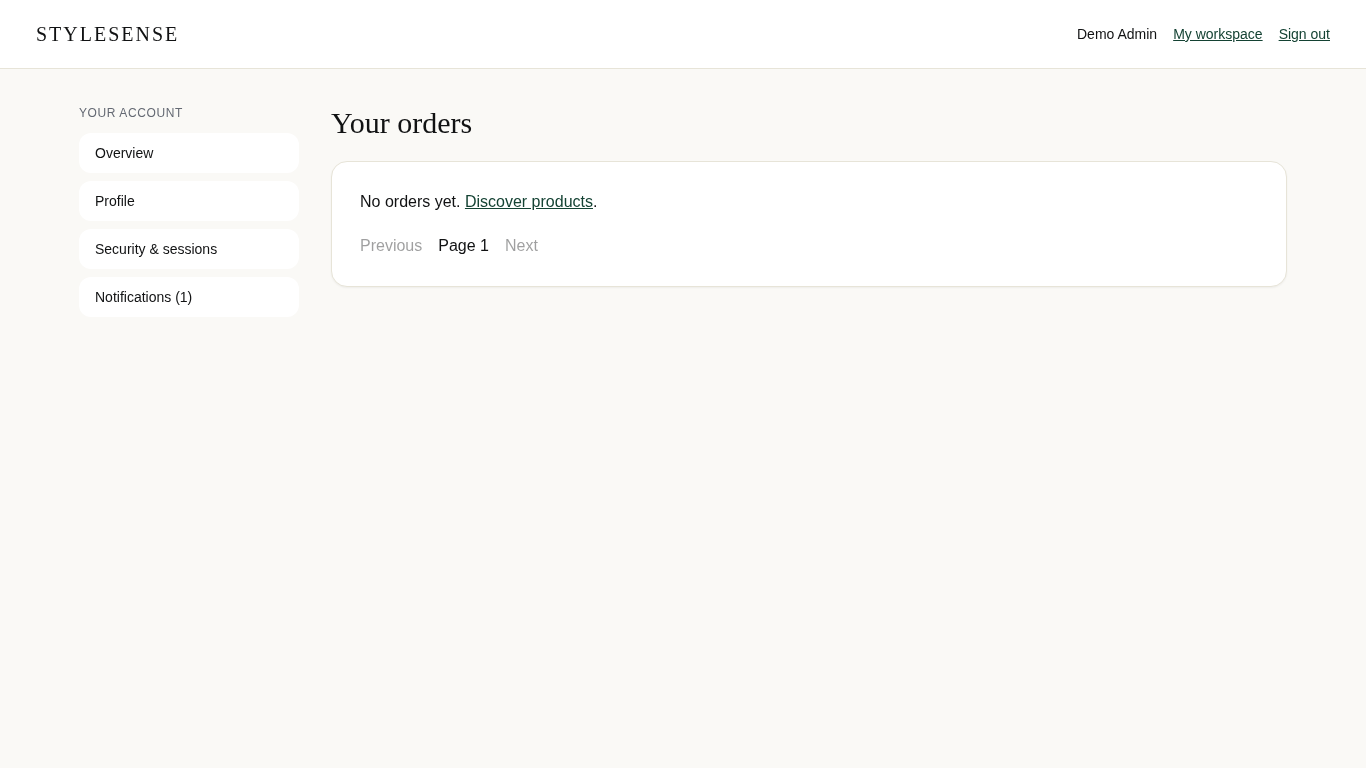 STYLESENSE
Demo Admin My workspace Sign out
YOUR ACCOUNT
Overview
Profile
Security & sessions
Notifications (1)
Your orders
No orders yet. Discover products.
Previous Page 1 Next